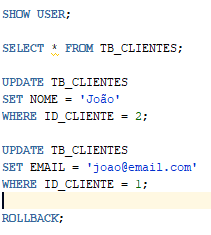 SHOW USER;
SELECT * FROM TB_CLIENTES;
UPDATE TB_CLIENTES
SET NOME = 'João'
WHERE ID_CLIENTE = 2;
UPDATE TB_CLIENTES
SET EMAIL = 'joao@email.com'
WHERE ID_CLIENTE = 1;
ROLLBACK;